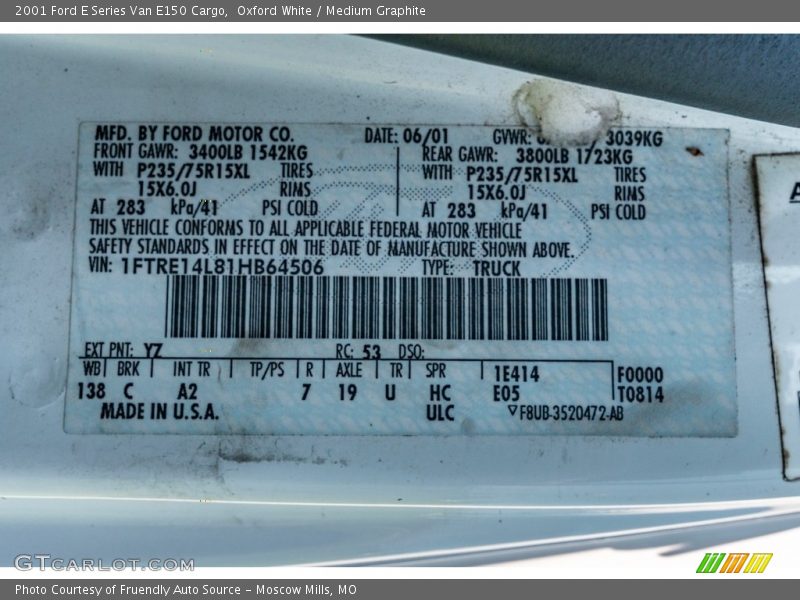 2001 Ford E Series Van E150 Cargo,  Oxford White / Medium Graphite
MFD. BY FORD MOTOR CO. DATE: 06/01 GVWR: / 3039KG
FRONT GAWR: 3400LB 1542KG REAR GAWR: 3800LB 1723KG
WITH P235/75R15XL TIRES WITH P235/75R15XL TIRES
15X6.0J RIMS 15X6.0J RIMS
AT 283 kPa/41 PSI COLD AT 283 kPa/41 PSI COLD
THIS VEHICLE CONFORMS TO ALL APPLICABLE FEDERAL MOTOR VEHICLE
SAFETY STANDARDS IN EFFECT ON THE DATE OF MANUFACTURE SHOWN ABOVE.
VIN: 1FTRE14L81HB64506 TYPE: TRUCK
EXT PNT: YZ RC: 53 DSO:
WB BRK INT TR TP/PS R AXLE TR SPR 1E414 F0000
138 C A2 7 19 U HC E05 T0814
MADE IN U.S.A. ULC ▽F8UB-3520472-AB
GTCARLOT.COM
Photo Courtesy of Fruendly Auto Source – Moscow Mills, MO